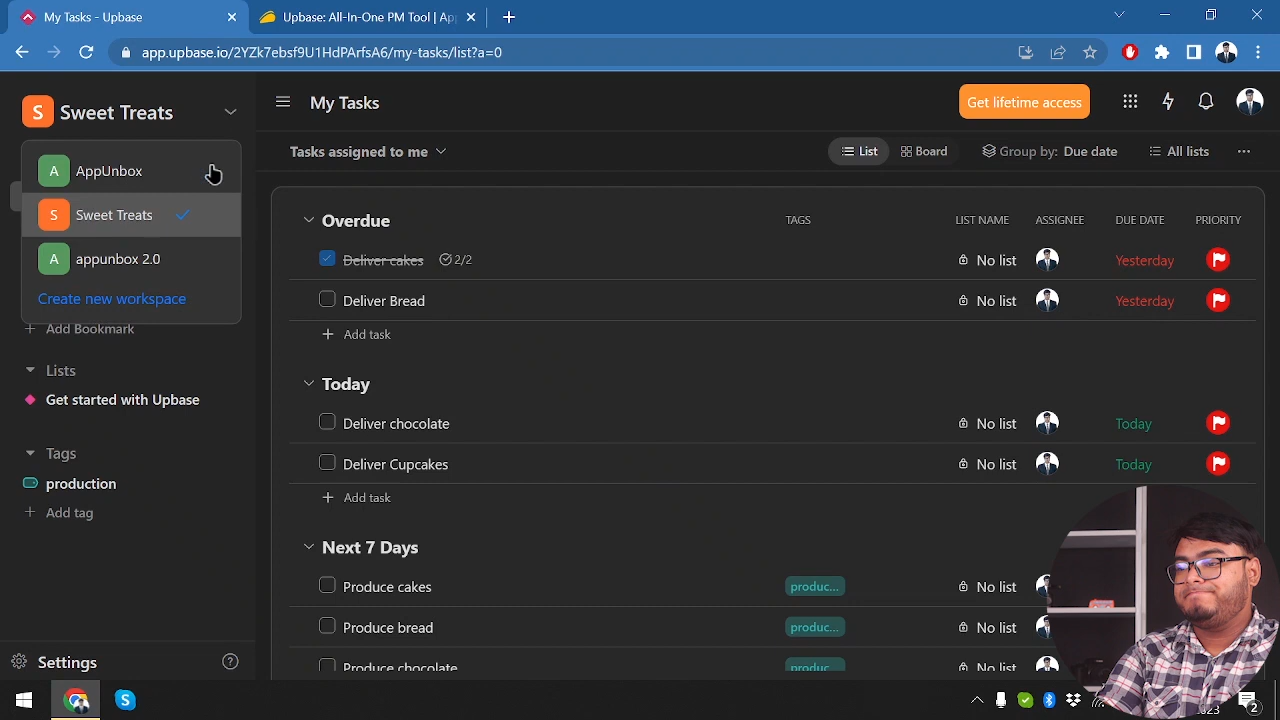 My Tasks - Upbase
Upbase: All-In-One PM Tool | Ap
app.upbase.io/2YZk7ebsf9U1HdPArfsA6/my-tasks/list?a=0
S Sweet Treats
My Tasks
Get lifetime access
A AppUnbox
S Sweet Treats
A appunbox 2.0
Create new workspace
Add Bookmark
Lists
Get started with Upbase
Tags
production
Add tag
Settings
Tasks assigned to me
List
Board
Group by: Due date
All lists
Overdue TAGS LIST NAME ASSIGNEE DUE DATE PRIORITY
Deliver cakes 2/2 No list Yesterday
Deliver Bread No list Yesterday
Add task
Today
Deliver chocolate No list Today
Deliver Cupcakes No list Today
Add task
Next 7 Days
Produce cakes produc... No list
Produce bread produc... No list
Produce chocolate produc... No list
2